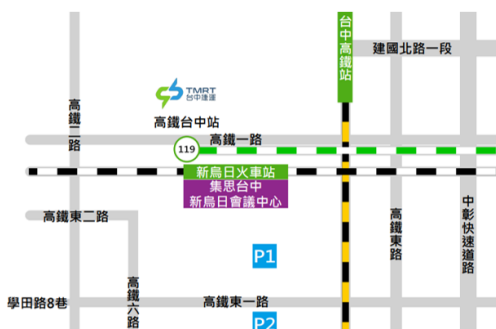 台中高鐵站
建國北路一段
高鐵二路
TMRT
台中捷運
高鐵台中站
119
高鐵一路
新烏日火車站
集思台中
新烏日會議中心
高鐵東二路
高鐵東路
中彰快速道路
P1
高鐵六路
學田路8巷
高鐵東一路
P2